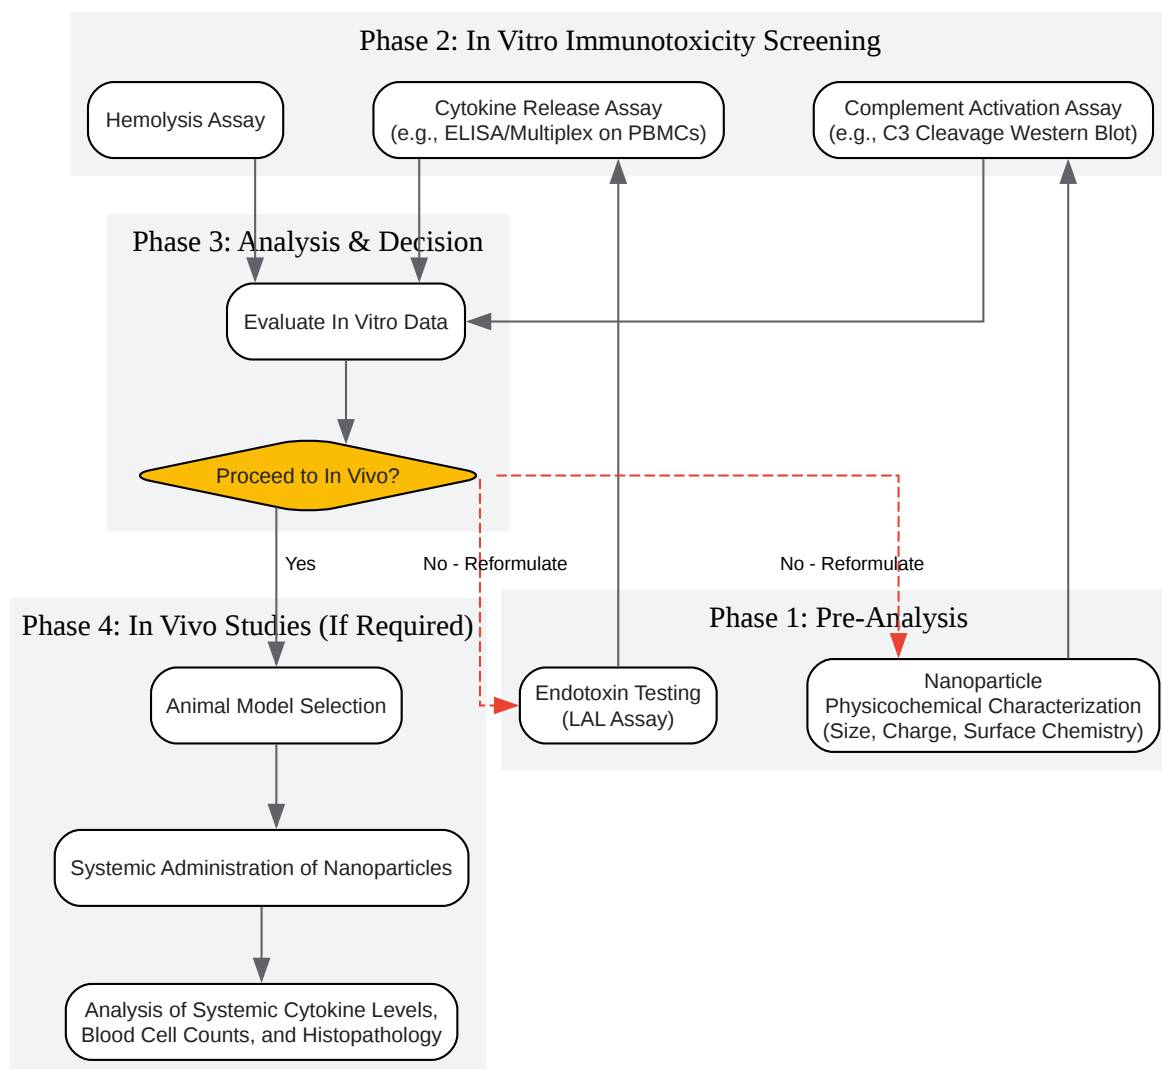 Phase 2: In Vitro Immunotoxicity Screening
Hemolysis Assay
Cytokine Release Assay
(e.g., ELISA/Multiplex on PBMCs)
Complement Activation Assay
(e.g., C3 Cleavage Western Blot)
Phase 3: Analysis & Decision
Evaluate In Vitro Data
Proceed to In Vivo?
Yes
No - Reformulate
No - Reformulate
Phase 4: In Vivo Studies (If Required)
Animal Model Selection
Systemic Administration of Nanoparticles
Analysis of Systemic Cytokine Levels,
Blood Cell Counts, and Histopathology
Phase 1: Pre-Analysis
Endotoxin Testing
(LAL Assay)
Nanoparticle
Physicochemical Characterization
(Size, Charge, Surface Chemistry)